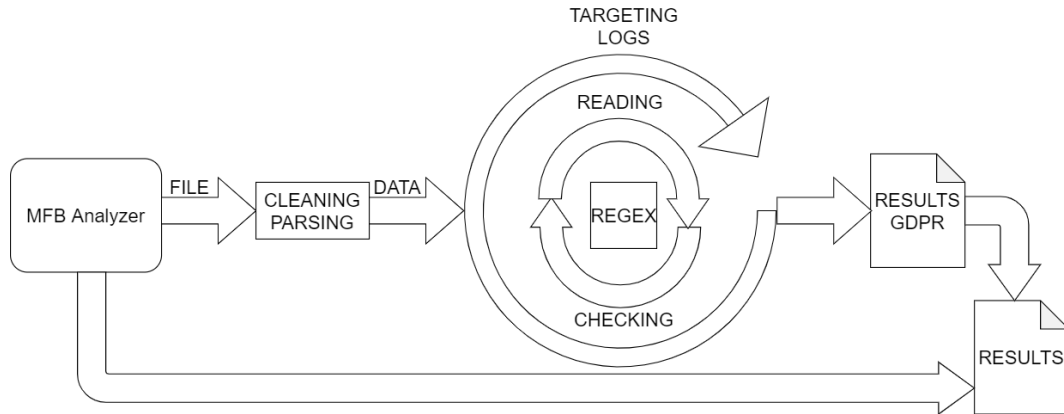 TARGETING
LOGS
READING
MFB Analyzer
FILE
CLEANING
PARSING
DATA
REGEX
CHECKING
RESULTS
GDPR
RESULTS